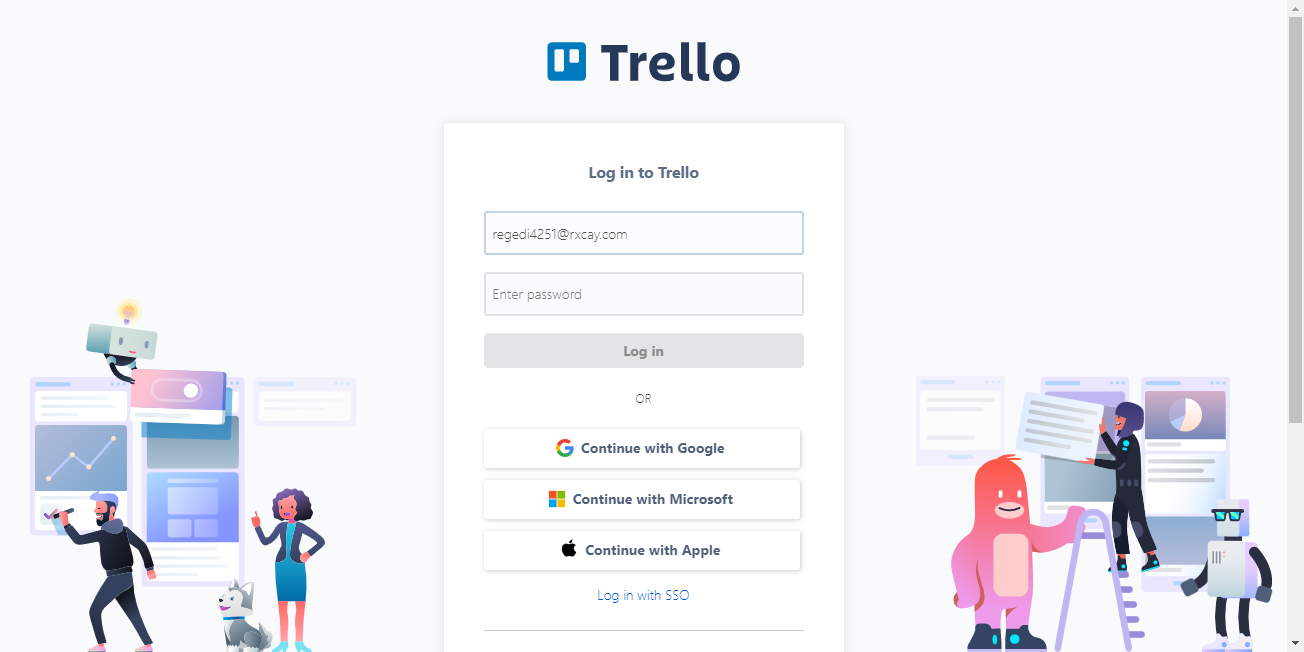 Trello
Log in to Trello
regedi4251@rxcay.com
Enter password
Log in
OR
Continue with Google
Continue with Microsoft
Continue with Apple
Log in with SSO